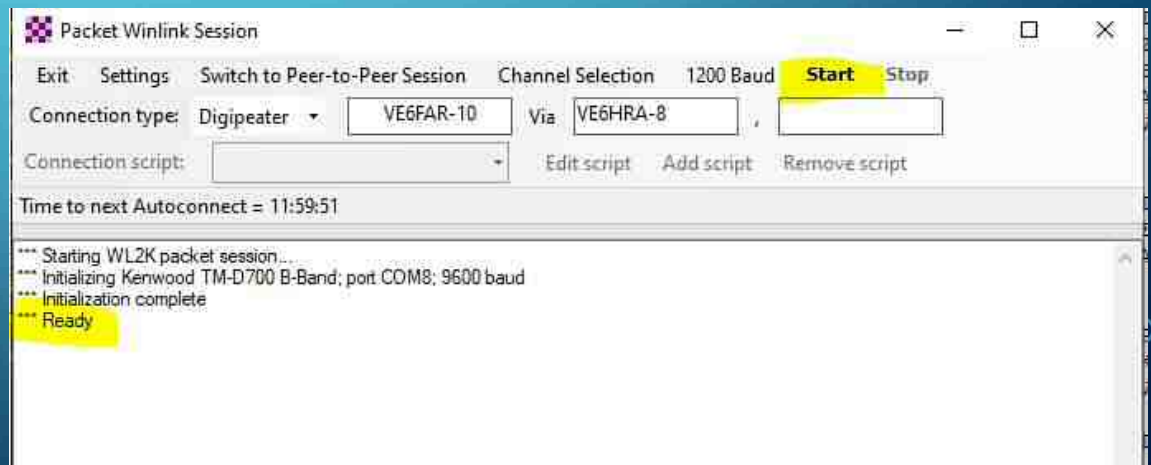 Packet Winlink Session
Exit Settings Switch to Peer-to-Peer Session Channel Selection 1200 Baud Start Stop
Connection type: Digipeater VE6FAR-10 Via VE6HRA-8 ,
Connection script: Edit script Add script Remove script
Time to next Autoconnect = 11:59:51
*** Starting WL2K packet session...
*** Initializing Kenwood TM-D700 B-Band; port COM8; 9600 baud
*** Initialization complete
*** Ready